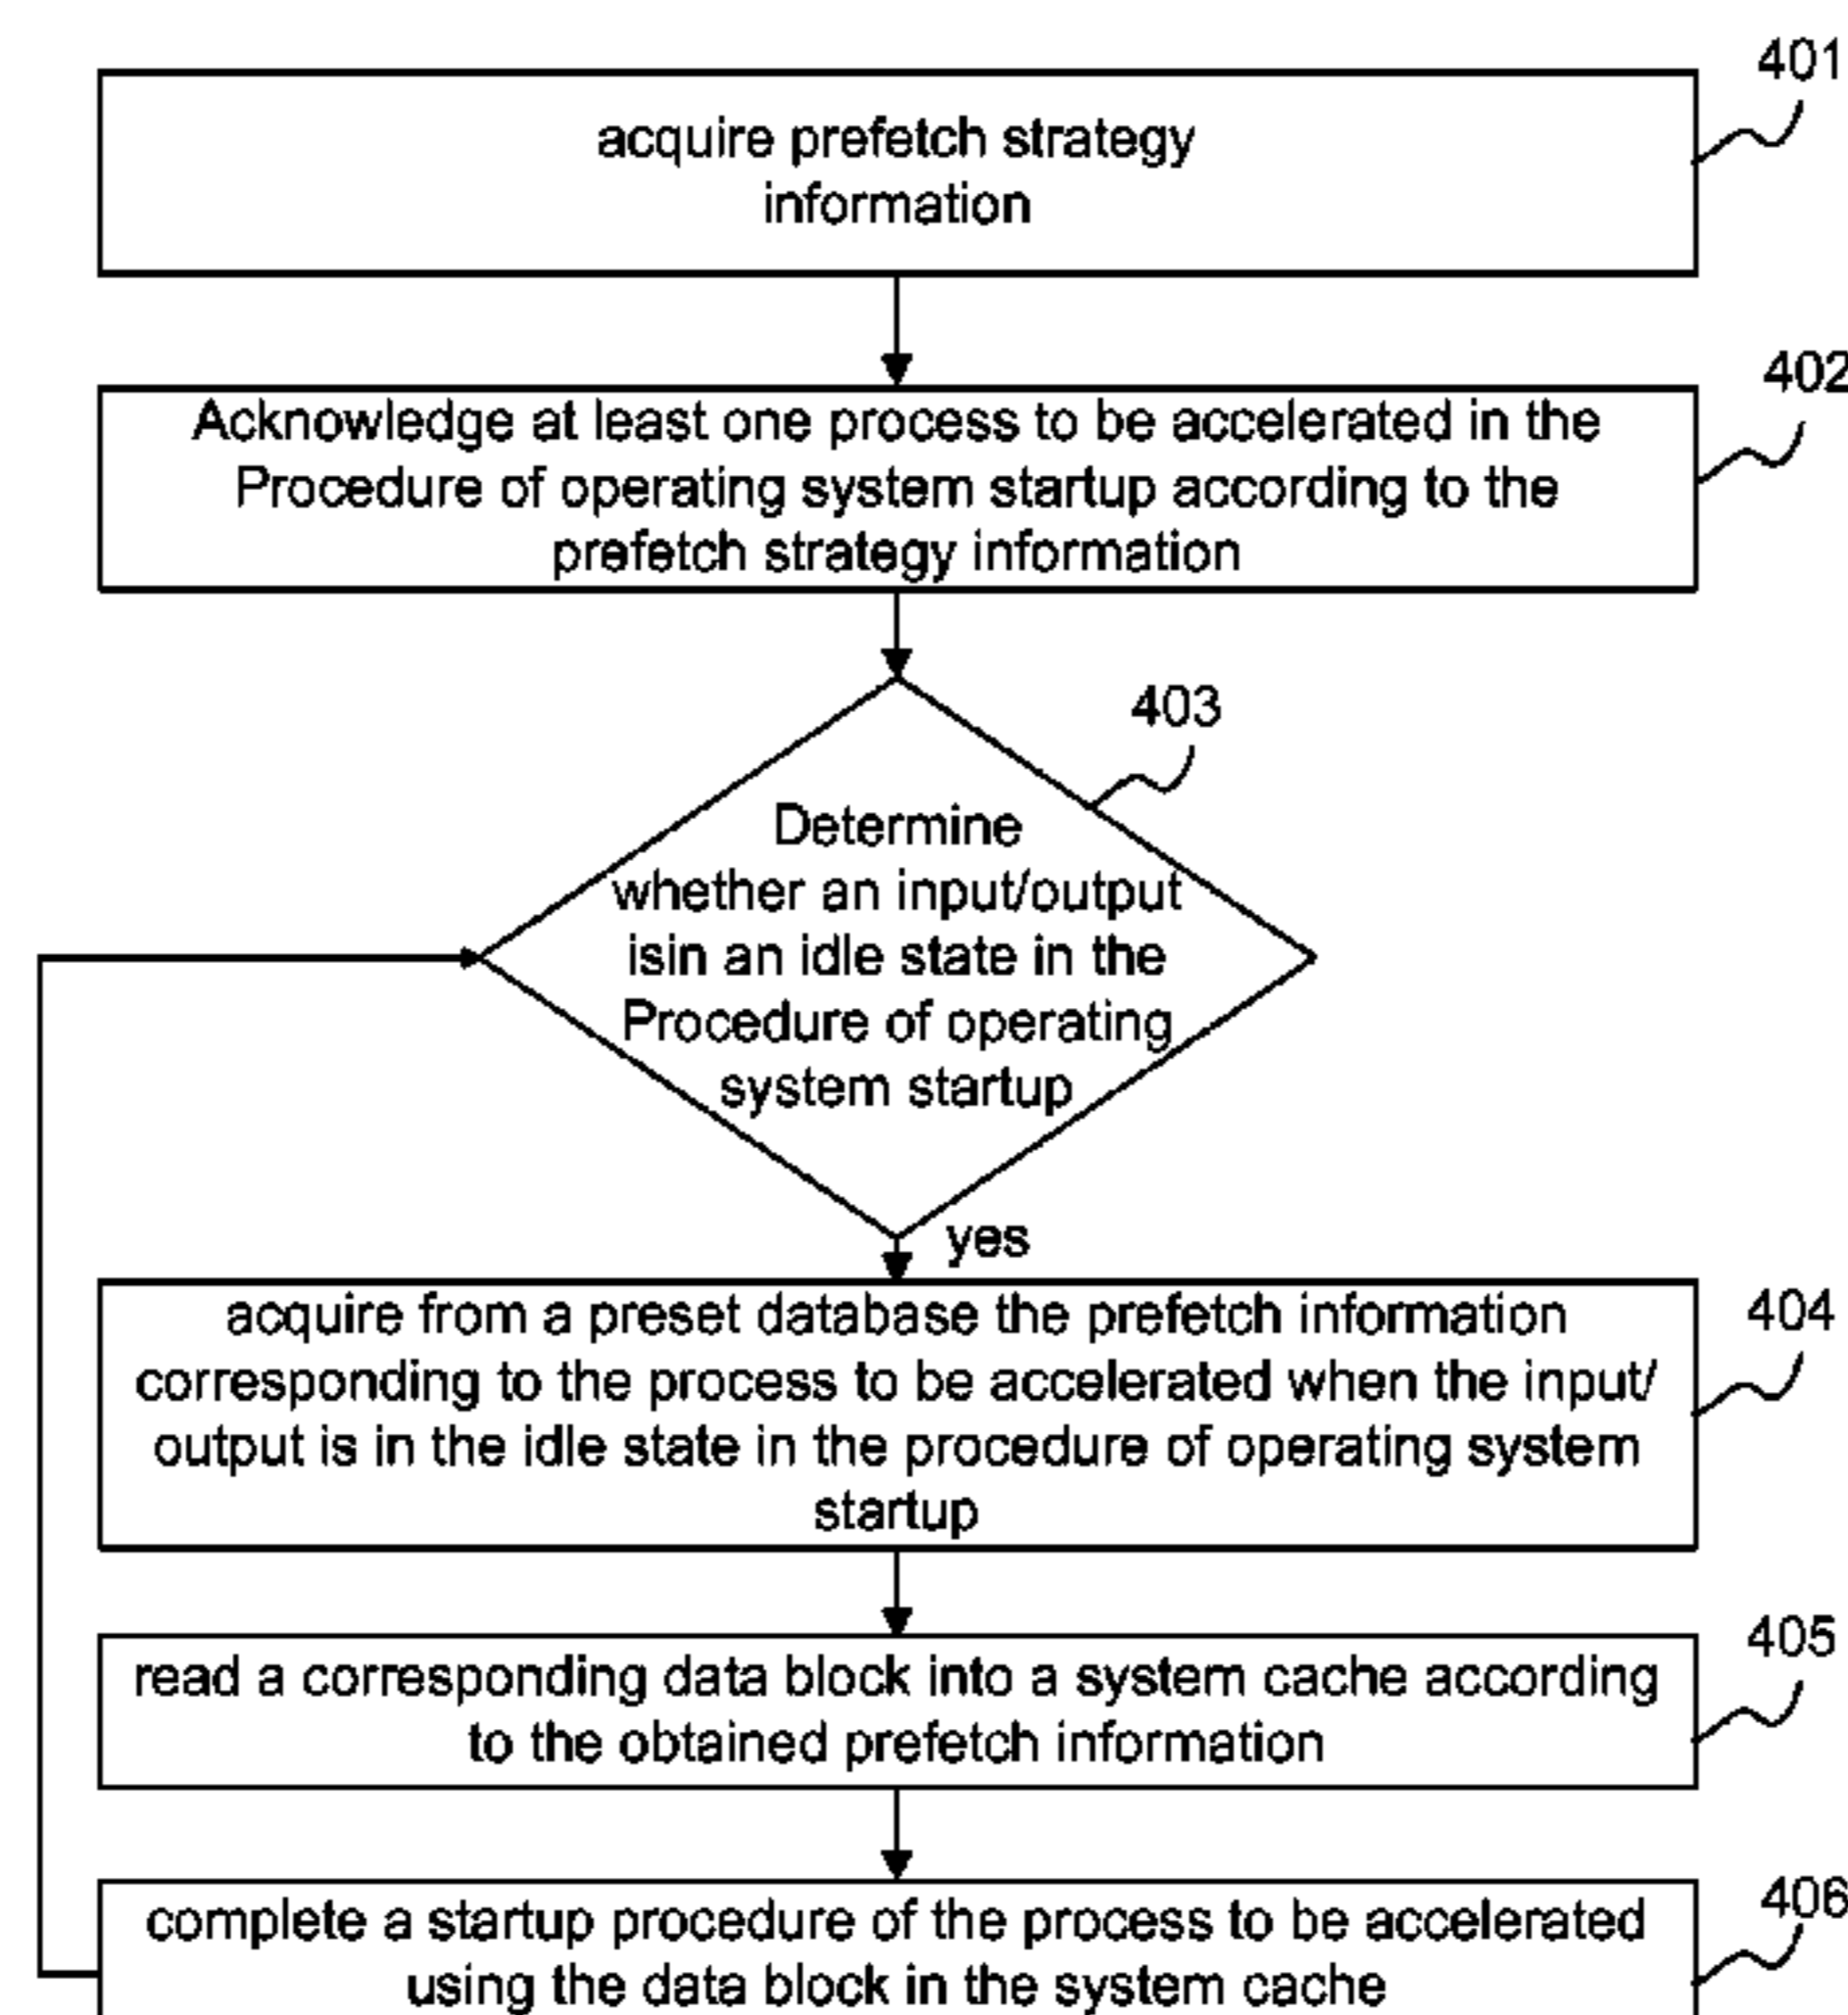 401
acquire prefetch strategy
information
402
Acknowledge at least one process to be accelerated in the
Procedure of operating system startup according to the
prefetch strategy information
403
Determine
whether an input/output
isin an idle state in the
Procedure of operating
system startup
yes
404
acquire from a preset database the prefetch information
corresponding to the process to be accelerated when the input/
output is in the idle state in the procedure of operating system
startup
405
read a corresponding data block into a system cache according
to the obtained prefetch information
406
complete a startup procedure of the process to be accelerated
using the data block in the system cache